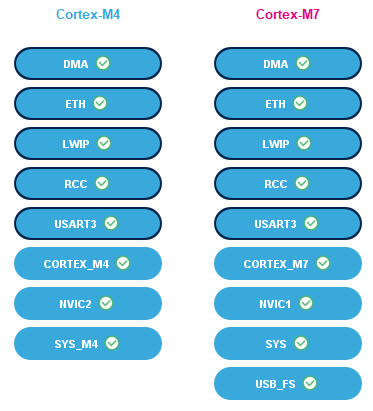 Cortex-M4
Cortex-M7
DMA
DMA
ETH
ETH
LWIP
LWIP
RCC
RCC
USART3
USART3
CORTEX_M4
CORTEX_M7
NVIC2
NVIC1
SYS_M4
SYS
USB_FS